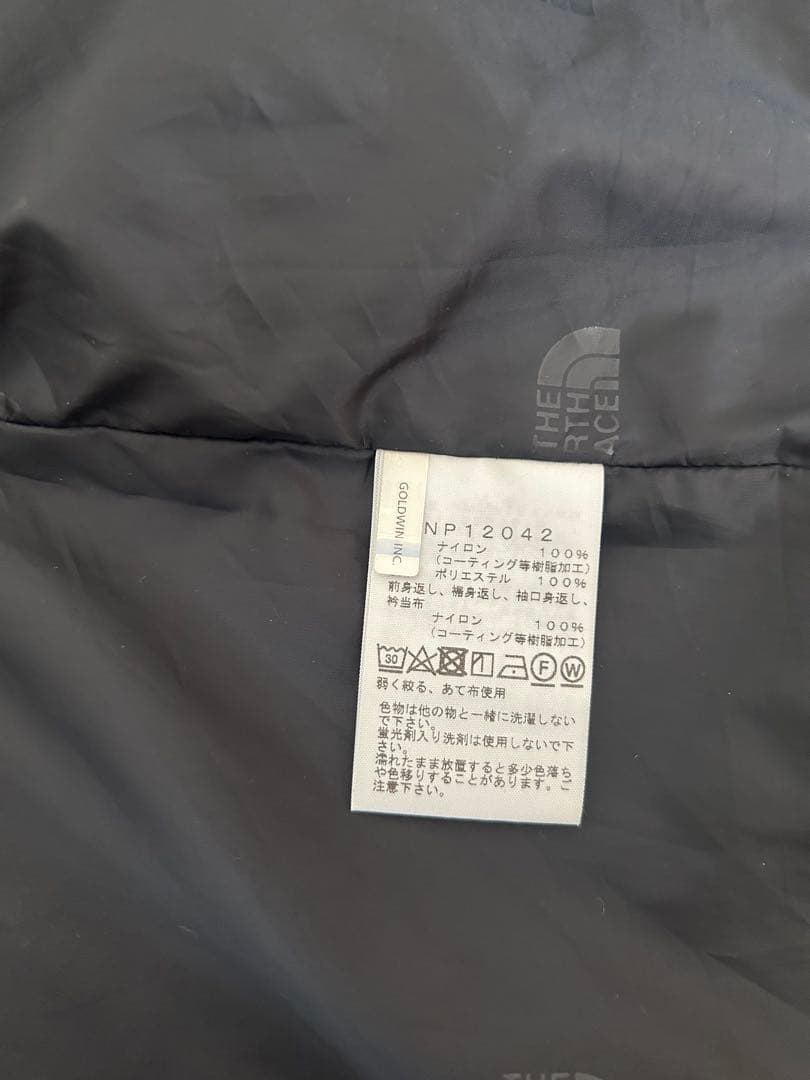 THE
RTH
ACE
GOLDWIN INC.
NP12042
ナイロン 100%
(コーティング等樹脂加工)
ポリエステル 100%
前身返し、裾身返し、袖口身返し、
衿当布
ナイロン 100%
(コーティング等樹脂加工)
30 F W
弱く絞る、あて布使用
色物は他の物と一緒に洗濯しない
で下さい。
蛍光剤入り洗剤は使用しないで下
さい。
濡れたまま放置すると多少色落ち
や色移りすることがあります。ご
注意下さい。
THE